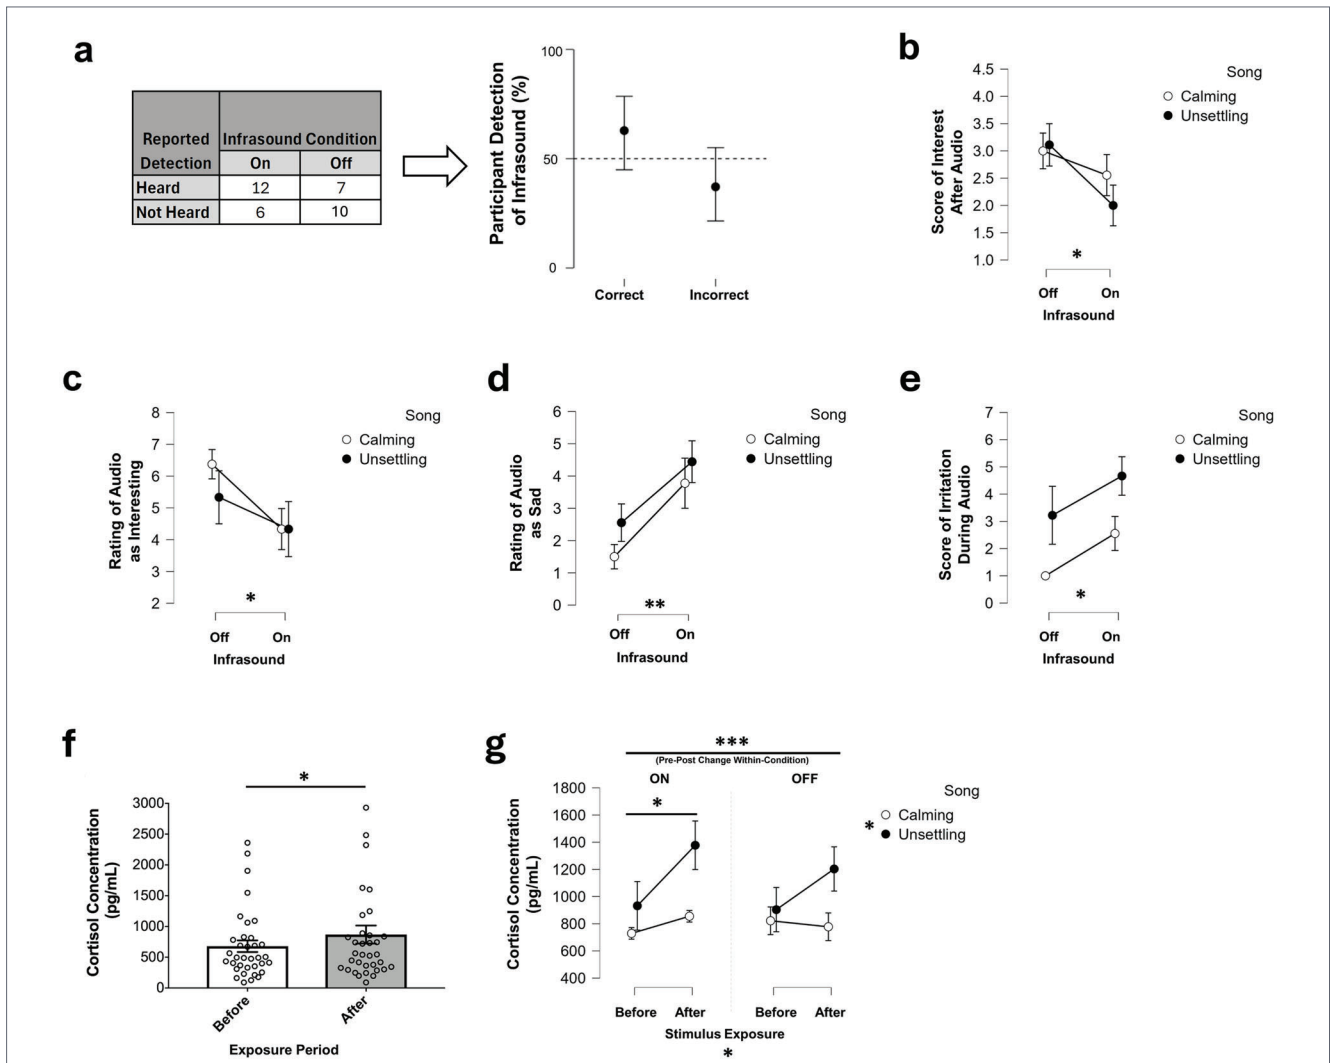 a
Reported Detection
Infrasound Condition
On Off
Heard 12 7
Not Heard 6 10
Participant Detection
of Infrasound (%)
100
50
0
Correct Incorrect
b
Score of Interest
After Audio
4.5
4.0
3.5
3.0
2.5
2.0
1.5
1.0
Song
Calming
Unsettling
*
Off On
Infrasound
c
Rating of Audio
as Interesting
8
7
6
5
4
3
2
Song
Calming
Unsettling
*
Off On
Infrasound
d
Rating of Audio
as Sad
6
5
4
3
2
1
0
Song
Calming
Unsettling
**
Off On
Infrasound
e
Score of Irritation
During Audio
7
6
5
4
3
2
1
0
Song
Calming
Unsettling
*
Off On
Infrasound
f
Cortisol Concentration
(pg/mL)
3000
2500
2000
1500
1000
500
0
*
Before After
Exposure Period
g
***
(Pre-Post Change Within-Condition)
ON OFF
Cortisol Concentration
(pg/mL)
1800
1600
1400
1200
1000
800
600
400
*
Song
Calming
* Unsettling
Before After Before After
Stimulus Exposure
*